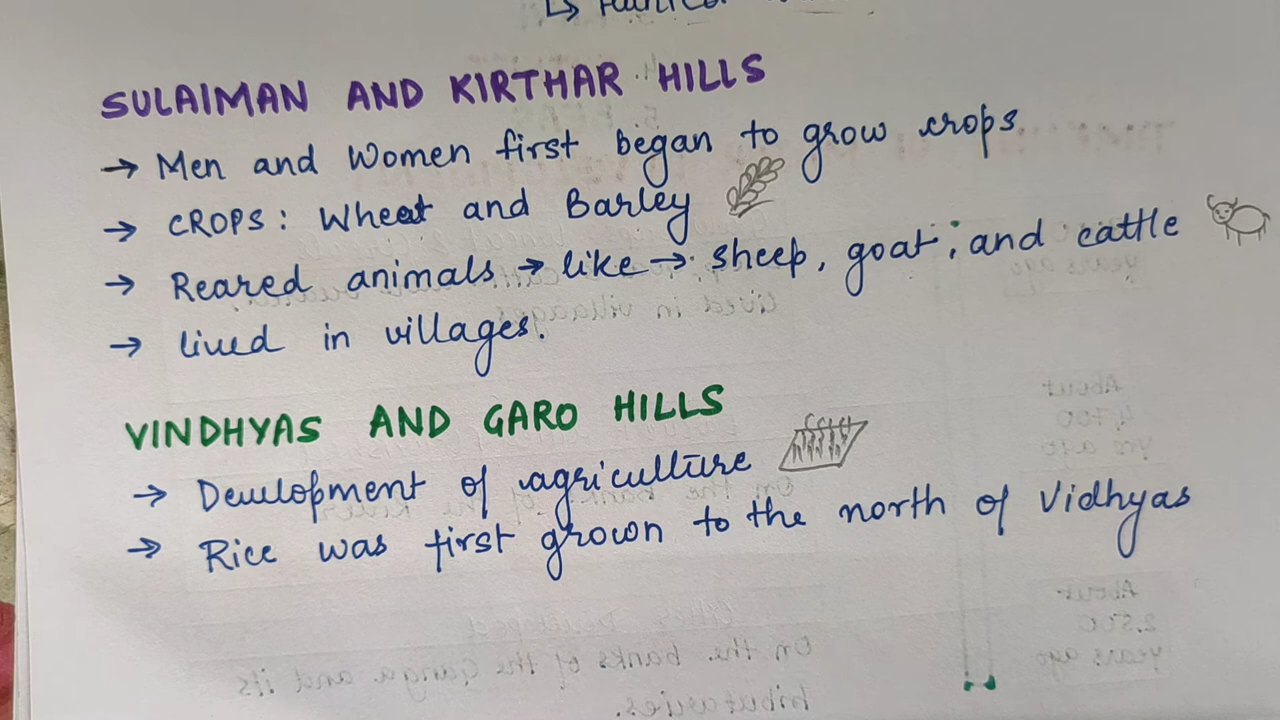 SULAIMAN AND KIRTHAR HILLS
→ Men and Women first began to grow crops
→ CROPS: Wheat and Barley
→ Reared animals → like → sheep, goat, and cattle
→ lived in villages.
VINDHYAS AND GARO HILLS
→ Development of agriculture
→ Rice was first grown to the north of Vidhyas